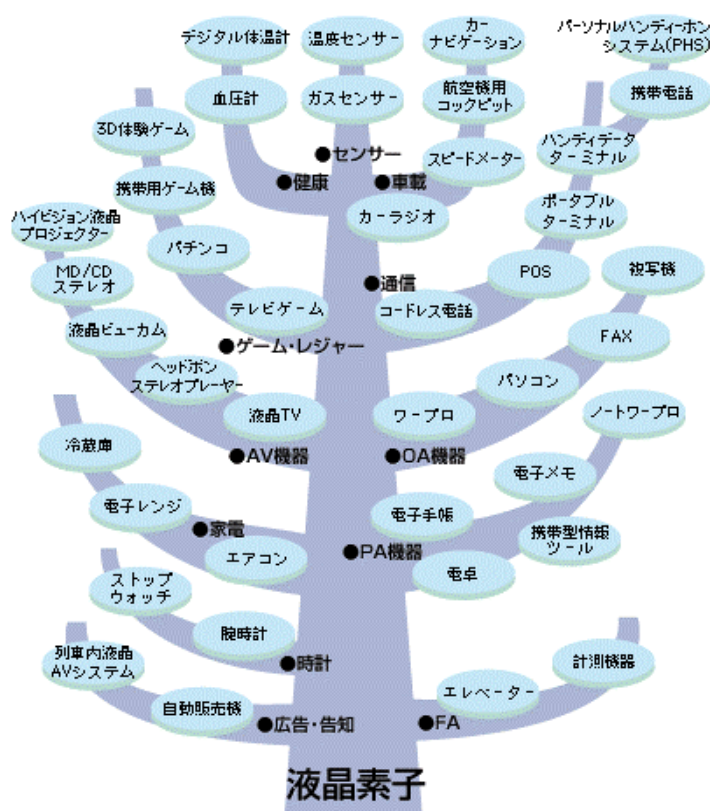 デジタル体温計
温度センサー
カー
ナビゲーション
パーソナルハンディーホン
システム(PHS)
血圧計
ガスセンサー
航空機用
コックピット
携帯電話
3D体験ゲーム
●センサー
ハンディデータ
ターミナル
●健康
●車載
スピードメーター
携帯用ゲーム機
カーラジオ
ポータブル
ターミナル
ハイビジョン液晶
プロジェクター
パチンコ
MD/CD
ステレオ
●通信
POS
複写機
テレビゲーム
コードレス電話
液晶ビューカム
●ゲーム・レジャー
FAX
ヘッドホン
ステレオプレーヤー
パソコン
液晶TV
ワープロ
ノートワープロ
冷蔵庫
●AV機器
●OA機器
電子メモ
電子レンジ
電子手帳
●家電
●PA機器
携帯型情報
ツール
エアコン
電卓
ストップ
ウォッチ
腕時計
列車内液晶
AVシステム
●時計
計測機器
エレベーター
自動販売機
●広告・告知
●FA
液晶素子